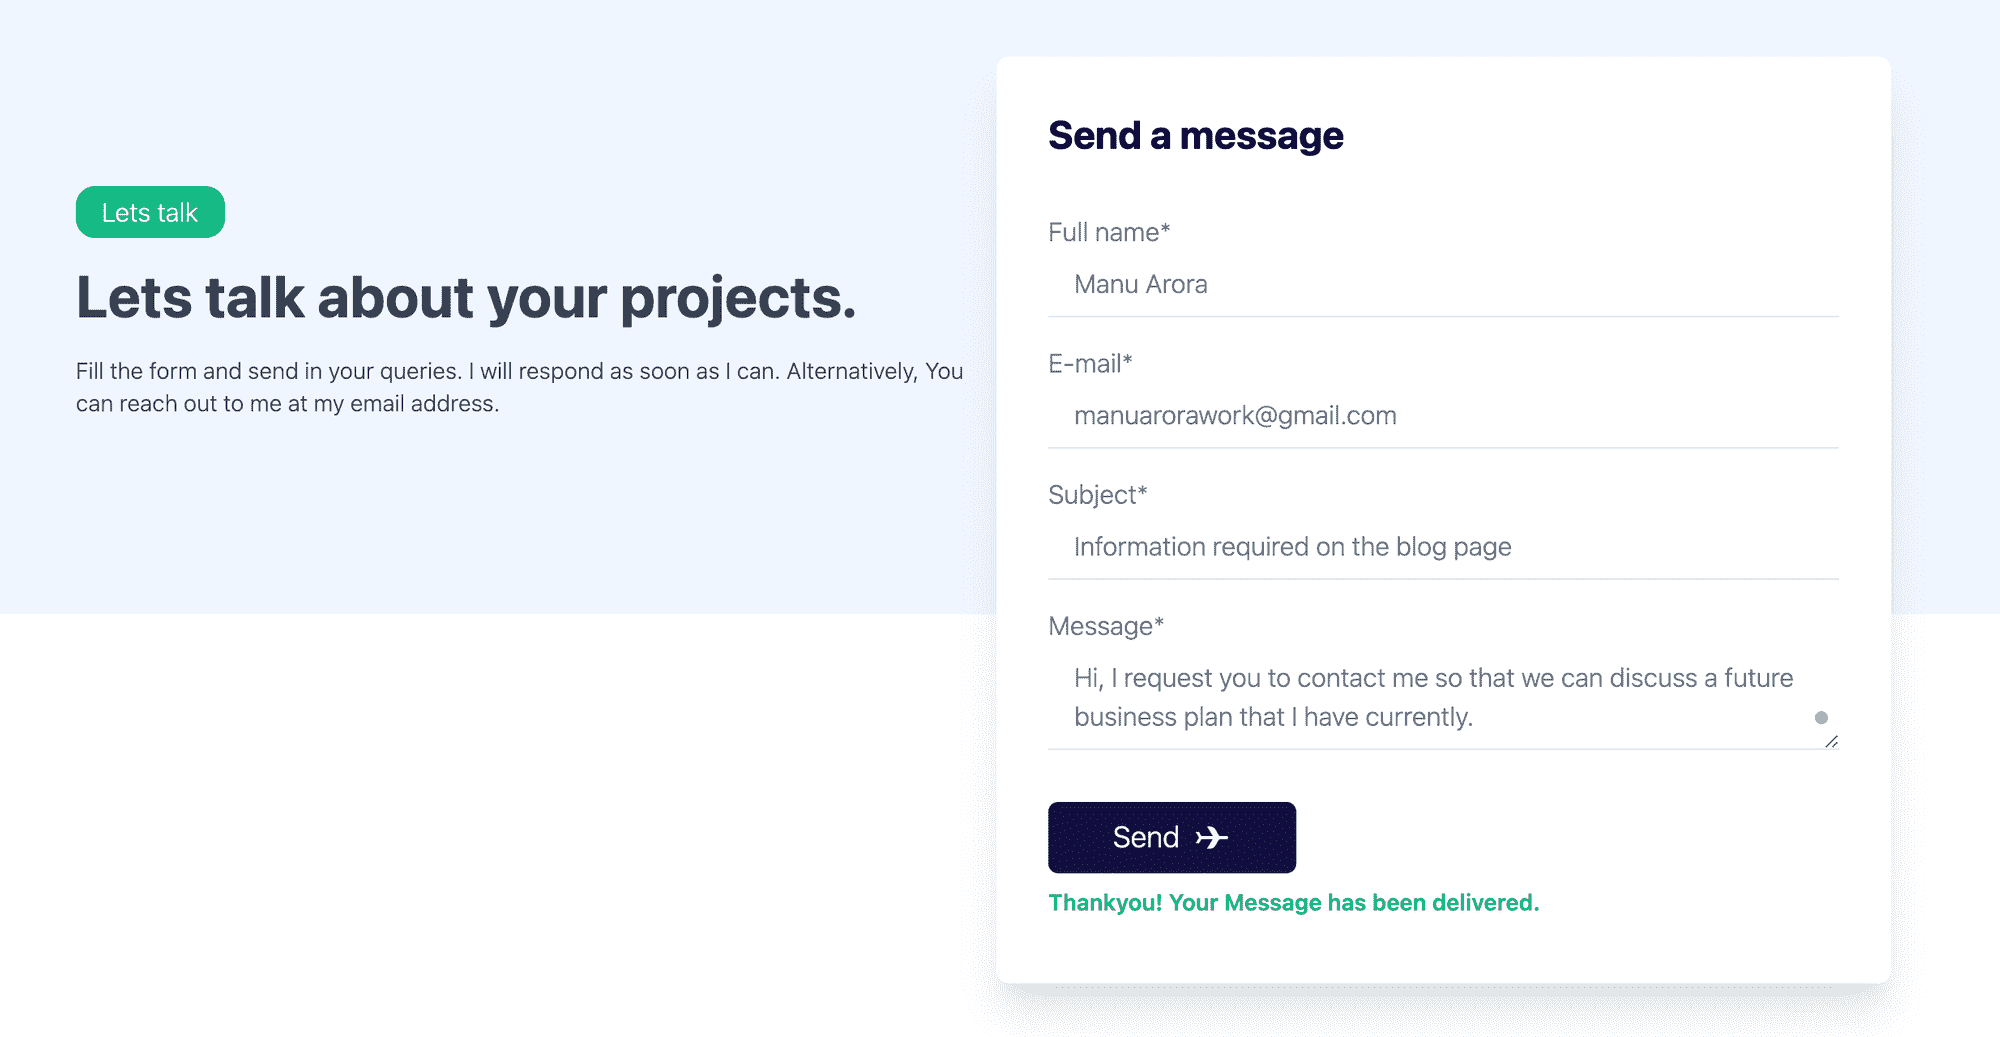 Lets talk
Lets talk about your projects.
Fill the form and send in your queries. I will respond as soon as I can. Alternatively, You
can reach out to me at my email address.
Send a message
Full name*
Manu Arora
E-mail*
manuarorawork@gmail.com
Subject*
Information required on the blog page
Message*
Hi, I request you to contact me so that we can discuss a future
business plan that I have currently.
Send
Thankyou! Your Message has been delivered.